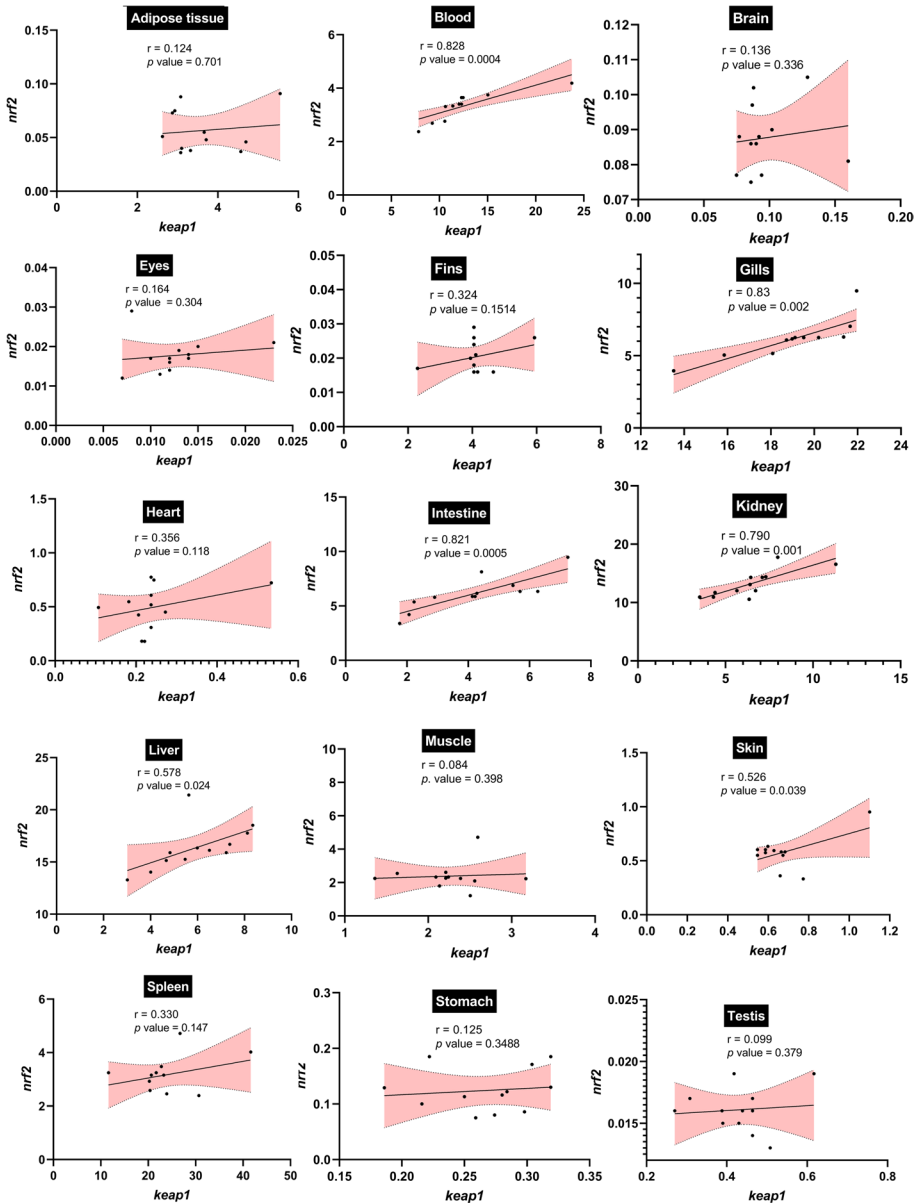 Adipose tissue
r = 0.124
p value = 0.701
nrf2
0.15
0.10
0.05
0.00
0 2 4 6
keap1
Blood
r = 0.828
p value = 0.0004
nrf2
6
4
2
0
0 5 10 15 20 25
keap1
Brain
r = 0.136
p value = 0.336
nrf2
0.12
0.11
0.10
0.09
0.08
0.07
0.00 0.05 0.10 0.15 0.20
keap1
Eyes
r = 0.164
p value = 0.304
nrf2
0.04
0.03
0.02
0.01
0.00
0.000 0.005 0.010 0.015 0.020 0.025
keap1
Fins
r = 0.324
p value = 0.1514
nrf2
0.05
0.04
0.03
0.02
0.01
0.00
0 2 4 6 8
keap1
Gills
r = 0.83
p value = 0.002
nrf2
10
5
0
12 14 16 18 20 22 24
keap1
Heart
r = 0.356
p value = 0.118
nrf2
1.5
1.0
0.5
0.0
0.0 0.2 0.4 0.6
keap1
Intestine
r = 0.821
p value = 0.0005
nrf2
15
10
5
0
0 2 4 6 8
keap1
Kidney
r = 0.790
p value = 0.001
nrf2
30
20
10
0
0 5 10 15
keap1
Liver
r = 0.578
p value = 0.024
nrf2
25
20
15
10
0 2 4 6 8 10
keap1
Muscle
r = 0.084
p. value = 0.398
nrf2
10
8
6
4
2
0
1 2 3 4
keap1
Skin
r = 0.526
p value = 0.0.039
nrf2
1.5
1.0
0.5
0.0
0.0 0.2 0.4 0.6 0.8 1.0 1.2
keap1
Spleen
r = 0.330
p value = 0.147
nrf2
6
4
2
0
0 10 20 30 40 50
keap1
Stomach
r = 0.125
p value = 0.3488
nrf2
0.3
0.2
0.1
0.0
0.15 0.20 0.25 0.30 0.35
keap1
Testis
r = 0.099
p value = 0.379
nrf2
0.025
0.020
0.015
0.2 0.4 0.6 0.8
keap1